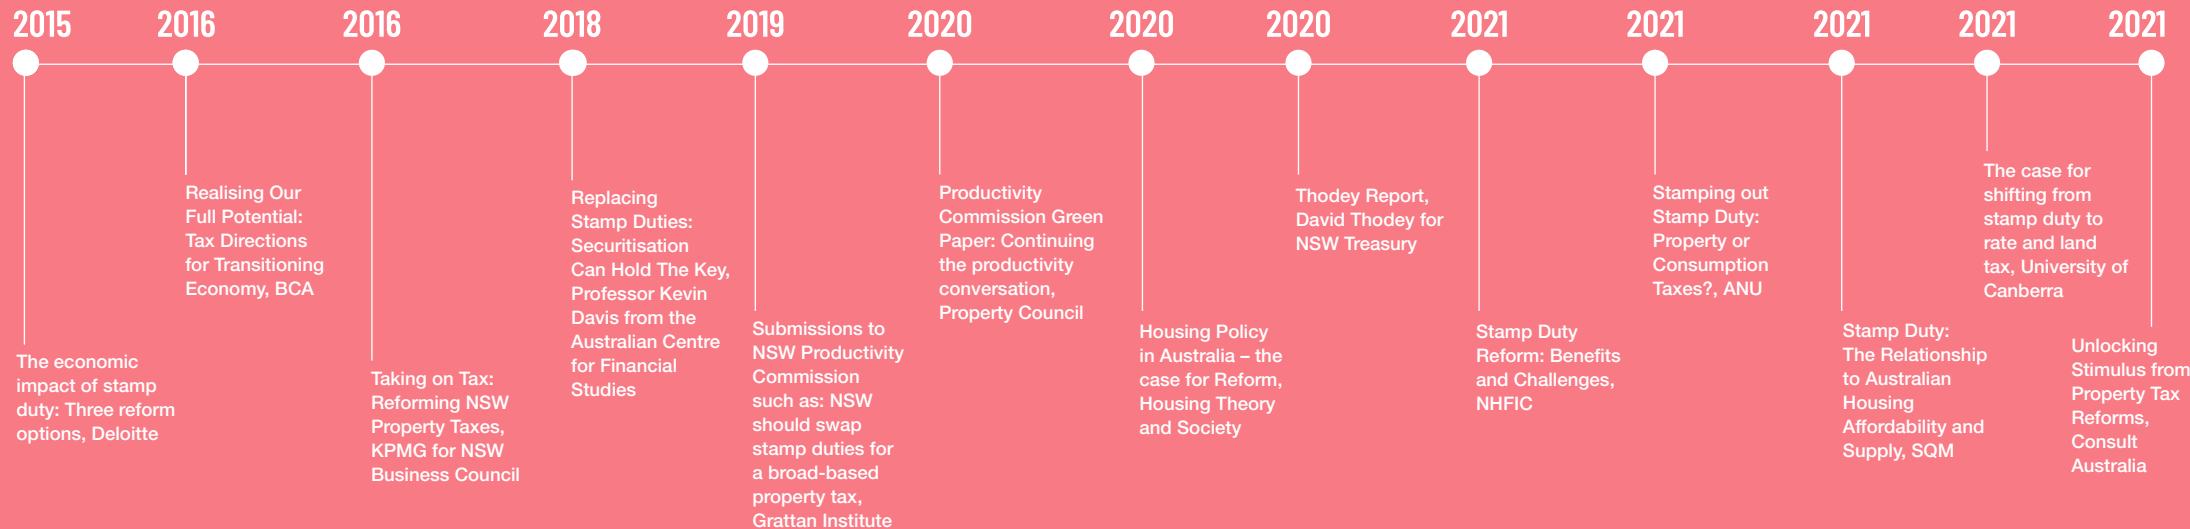 2015
The economic
impact of stamp
duty: Three reform
options, Deloitte
2016
Realising Our
Full Potential:
Tax Directions
for Transitioning
Economy, BCA
2016
Taking on Tax:
Reforming NSW
Property Taxes,
KPMG for NSW
Business Council
2018
Replacing
Stamp Duties:
Securitisation
Can Hold The Key,
Professor Kevin
Davis from the
Australian Centre
for Financial
Studies
2019
Submissions to
NSW Productivity
Commission
such as: NSW
should swap
stamp duties for
a broad-based
property tax,
Grattan Institute
2020
Productivity
Commission Green
Paper: Continuing
the productivity
conversation,
Property Council
2020
Housing Policy
in Australia – the
case for Reform,
Housing Theory
and Society
2020
Thodey Report,
David Thodey for
NSW Treasury
2021
Stamp Duty
Reform: Benefits
and Challenges,
NHFIC
2021
Stamping out
Stamp Duty:
Property or
Consumption
Taxes?, ANU
2021
Stamp Duty:
The Relationship
to Australian
Housing
Affordability and
Supply, SQM
2021
The case for
shifting from
stamp duty to
rate and land
tax, University of
Canberra
2021
Unlocking
Stimulus from
Property Tax
Reforms,
Consult
Australia